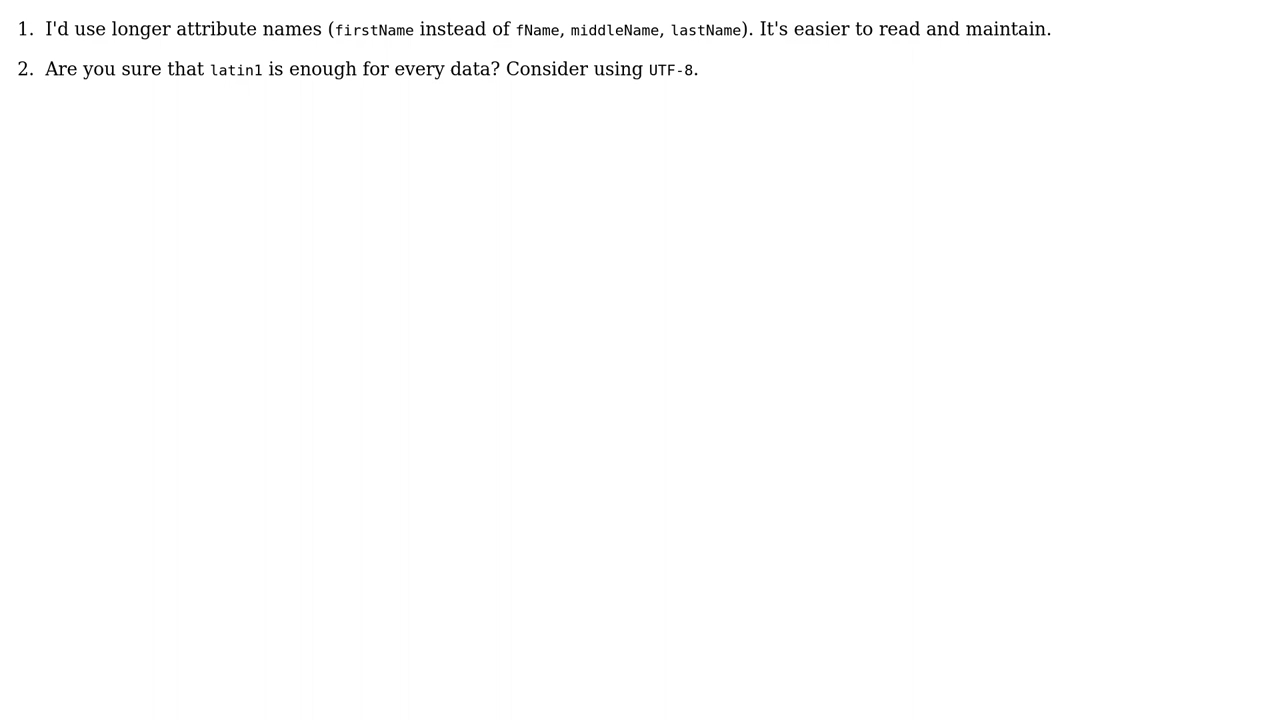 1. I'd use longer attribute names (firstName instead of fName, middleName, lastName). It's easier to read and maintain.
2. Are you sure that latin1 is enough for every data? Consider using UTF-8.